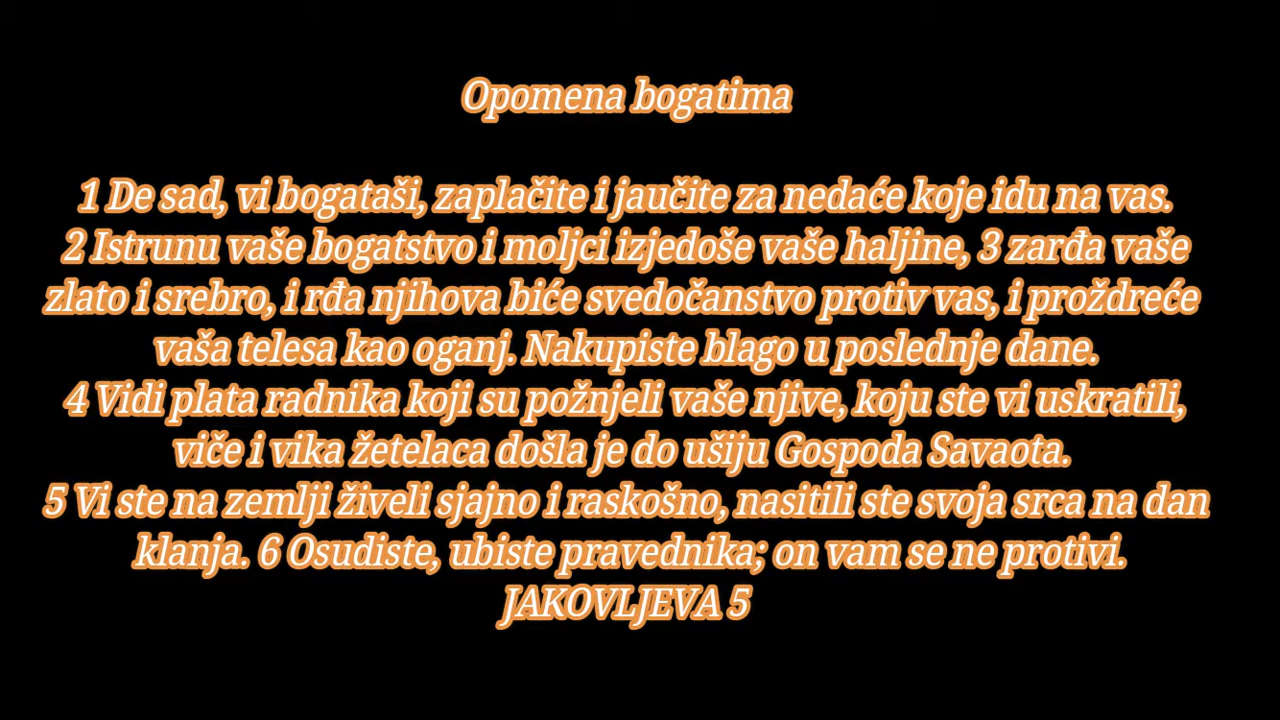 Opomena bogatima
1 De sad, vi bogataši, zaplačite i jaučite za nedaće koje idu na vas.
2 Istrunu vaše bogatstvo i moljci izjedoše vaše haljine, 3 zarđa vaše
zlato i srebro, i rđa njihova biće svedočanstvo protiv vas, i proždreće
vaša telesa kao oganj. Nakupiste blago u poslednje dane.
4 Vidi plata radnika koji su požnjeli vaše njive, koju ste vi uskratili,
viče i vika žetelaca došla je do ušiju Gospoda Savaota.
5 Vi ste na zemlji živeli sjajno i raskošno, nasitili ste svoja srca na dan
klanja. 6 Osudiste, ubiste pravednika; on vam se ne protivi.
JAKOVLJEVA 5